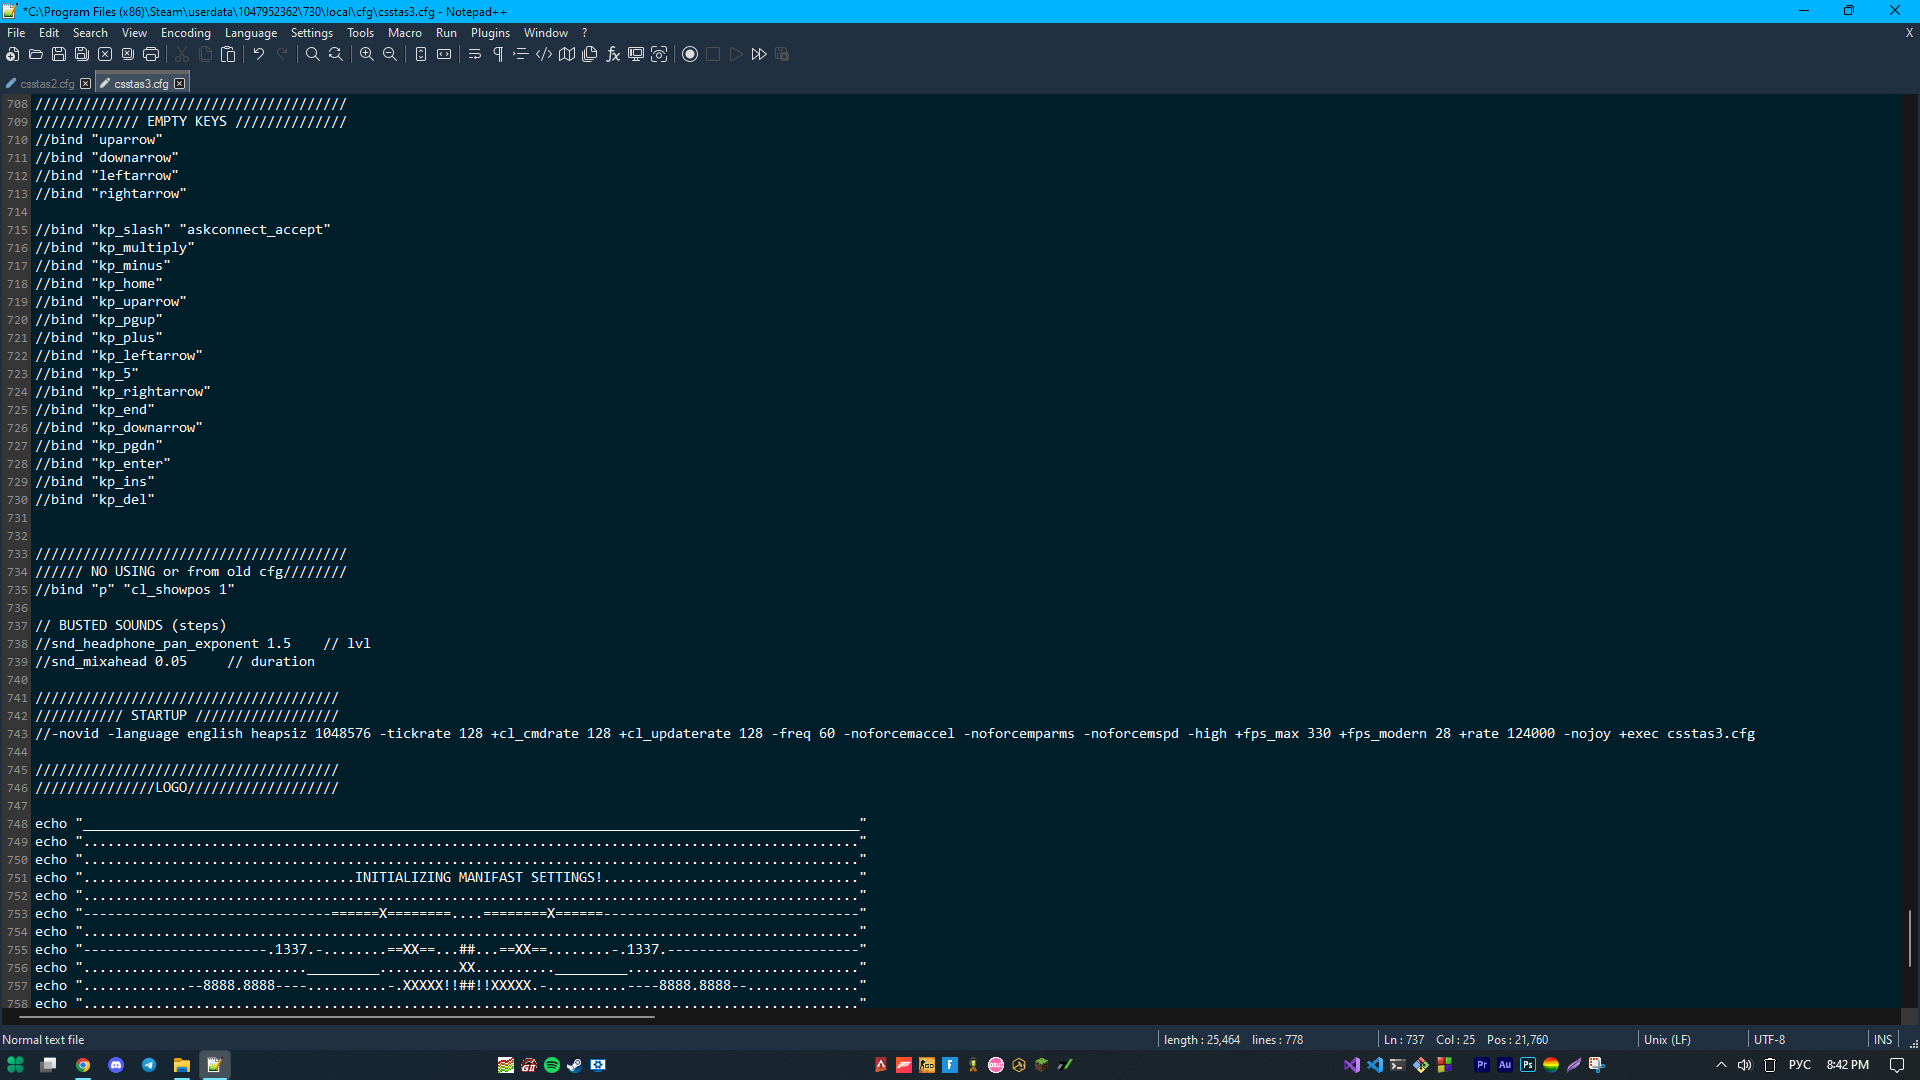 *C:\Program Files (x86)\Steam\userdata\1047952362\730\local\cfg\csstas3.cfg - Notepad++
File Edit Search View Encoding Language Settings Tools Macro Run Plugins Window ? X
csstas2.cfg csstas3.cfg
708 ///////////////////////////////////////
709 ///////////// EMPTY KEYS //////////////
710 //bind "uparrow"
711 //bind "downarrow"
712 //bind "leftarrow"
713 //bind "rightarrow"
714
715 //bind "kp_slash" "askconnect_accept"
716 //bind "kp_multiply"
717 //bind "kp_minus"
718 //bind "kp_home"
719 //bind "kp_uparrow"
720 //bind "kp_pgup"
721 //bind "kp_plus"
722 //bind "kp_leftarrow"
723 //bind "kp_5"
724 //bind "kp_rightarrow"
725 //bind "kp_end"
726 //bind "kp_downarrow"
727 //bind "kp_pgdn"
728 //bind "kp_enter"
729 //bind "kp_ins"
730 //bind "kp_del"
731
732
733 ///////////////////////////////////////
734 ////// NO USING or from old cfg////////
735 //bind "p" "cl_showpos 1"
736
737 // BUSTED SOUNDS (steps)
738 //snd_headphone_pan_exponent 1.5    // lvl
739 //snd_mixahead 0.05     // duration
740
741 //////////////////////////////////////
742 /////////// STARTUP //////////////////
743 //-novid -language english heapsiz 1048576 -tickrate 128 +cl_cmdrate 128 +cl_updaterate 128 -freq 60 -noforcemaccel -noforcemparms -noforcemspd -high +fps_max 330 +fps_modern 28 +rate 124000 -nojoy +exec csstas3.cfg
744
745 //////////////////////////////////////
746 ///////////////LOGO///////////////////
747
748 echo "_________________________________________________________________________________________________"
749 echo "................................................................................................."
750 echo "................................................................................................."
751 echo "..................................INITIALIZING MANIFAST SETTINGS!................................"
752 echo "................................................................................................."
753 echo "-------------------------------======X========....========X======--------------------------------"
754 echo "................................................................................................."
755 echo "-----------------------.1337.-........==XX==...##...==XX==........-.1337.------------------------"
756 echo "............................_________..........XX.........._________............................."
757 echo ".............--8888.8888----..........-.XXXXX!!##!!XXXXX.-..........----8888.8888--.............."
758 echo "................................................................................................."
Normal text file length : 25,464 lines : 778 Ln : 737 Col : 25 Pos : 21,760 Unix (LF) UTF-8 INS
Pr Au Ps РУС 8:42 PM